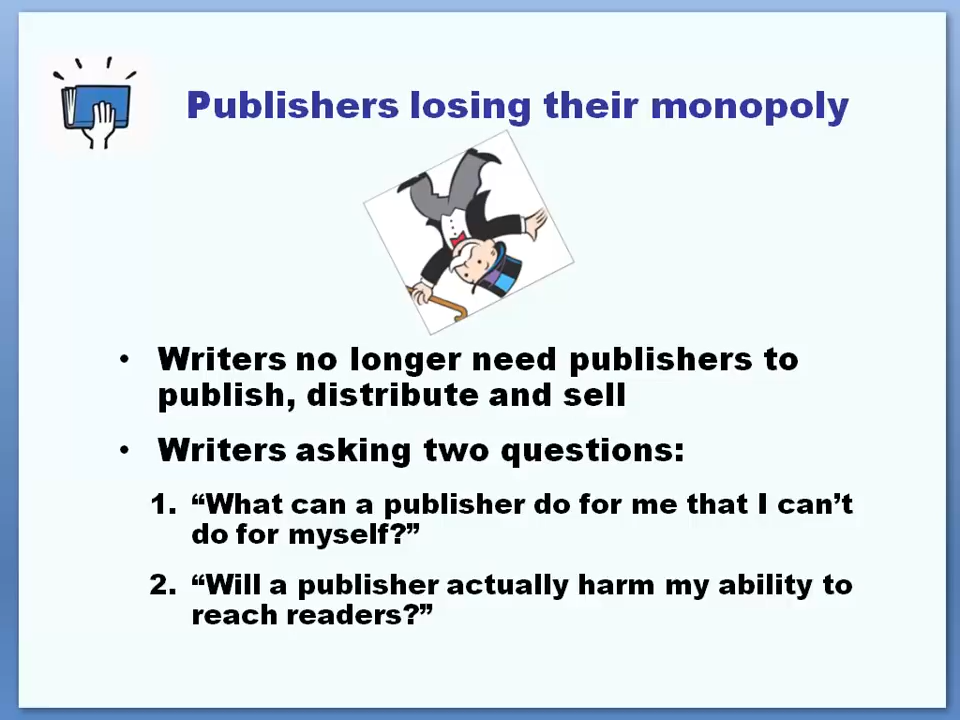 Publishers losing their monopoly
• Writers no longer need publishers to
publish, distribute and sell
• Writers asking two questions:
1. “What can a publisher do for me that I can’t
do for myself?”
2. “Will a publisher actually harm my ability to
reach readers?”